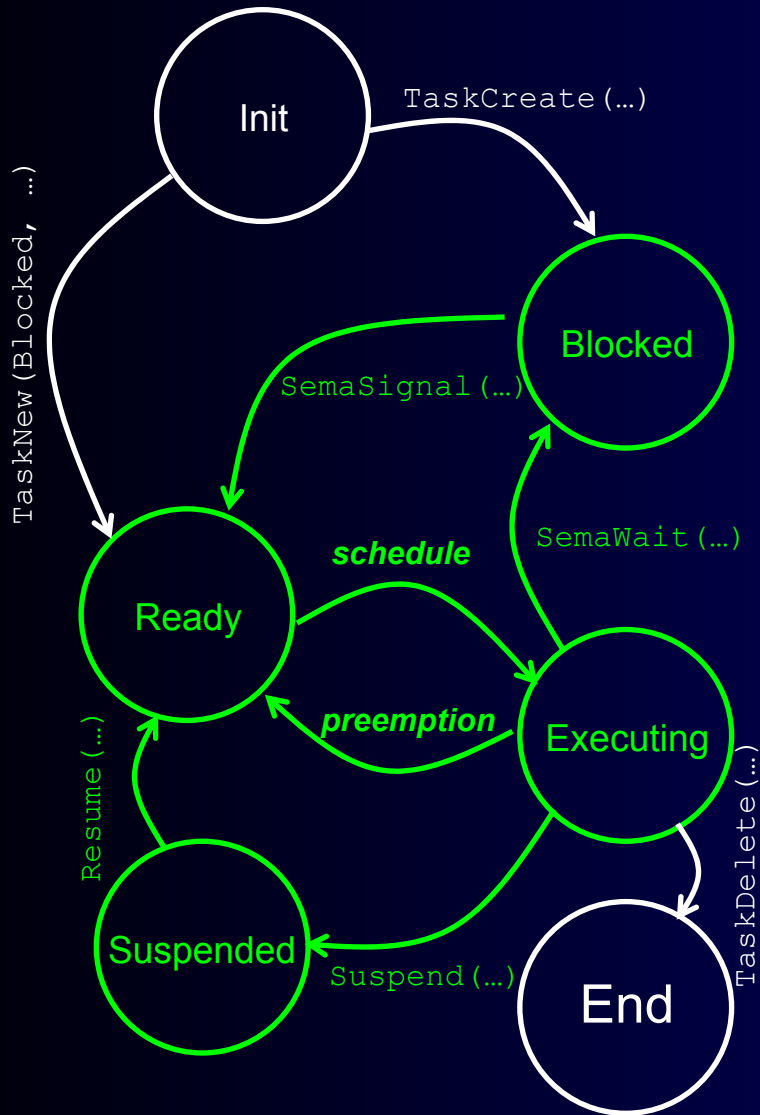 Init
TaskCreate(…)
TaskNew(Blocked, …)
Blocked
SemaSignal(…)
SemaWait(…)
schedule
Ready
preemption
Executing
Resume(…)
TaskDelete(…)
Suspended
Suspend(…)
End